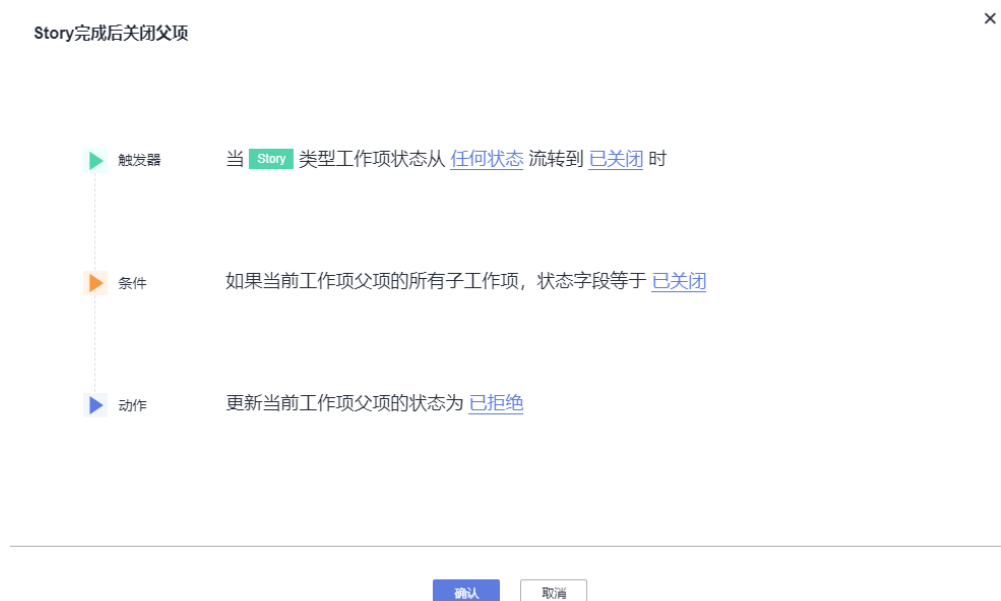 Story完成后关闭父项
触发器 当 Story 类型工作项状态从 任何状态 流转到 已关闭 时
条件 如果当前工作项父项的所有子工作项，状态字段等于 已关闭
动作 更新当前工作项父项的状态为 已拒绝
确认 取消